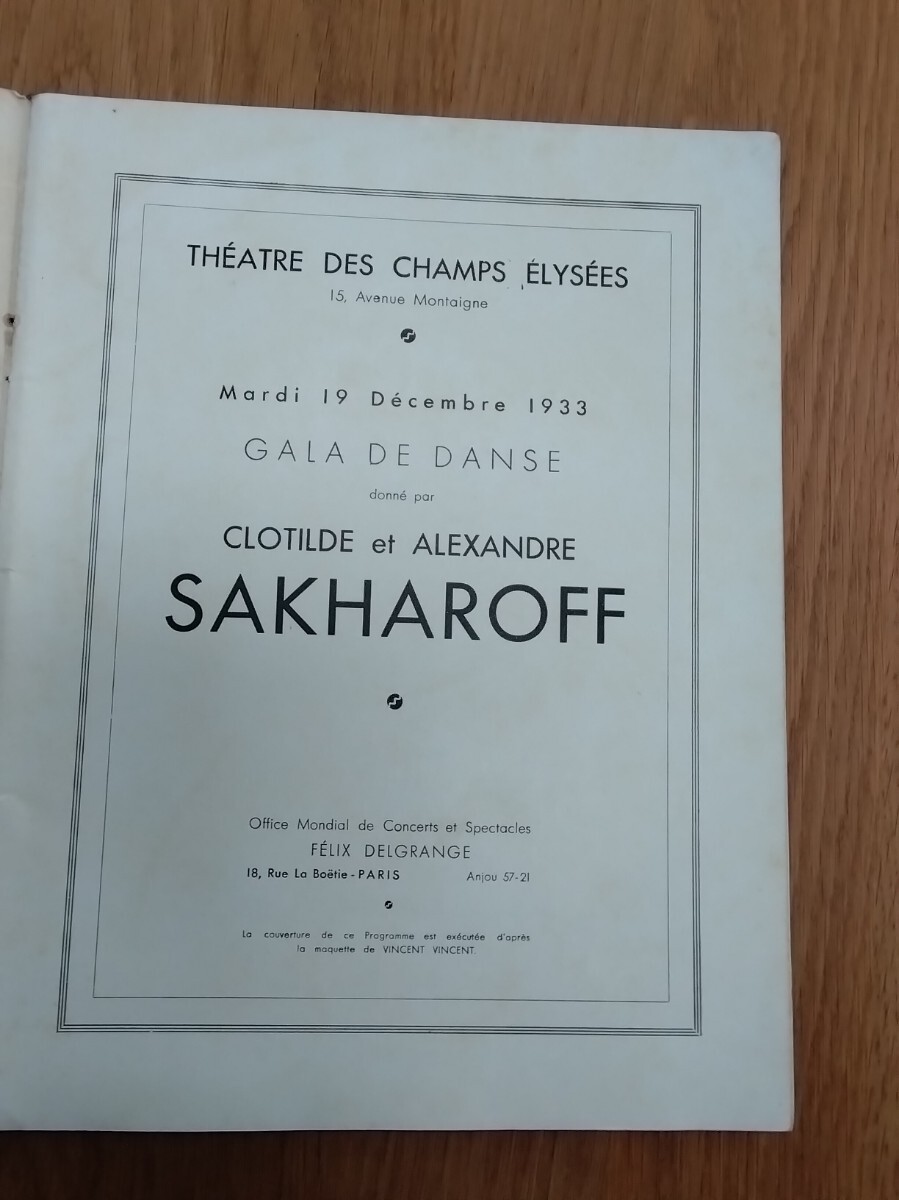 THÉATRE DES CHAMPS ÉLYSÉES
15, Avenue Montaigne
Mardi 19 Décembre 1933
GALA DE DANSE
donné par
CLOTILDE et ALEXANDRE
SAKHAROFF
Office Mondial de Concerts et Spectacles
FÉLIX DELGRANGE
18, Rue La Boëtie - PARIS Anjou 57-21
La couverture de ce Programme est exécutée d'après
la maquette de VINCENT VINCENT.